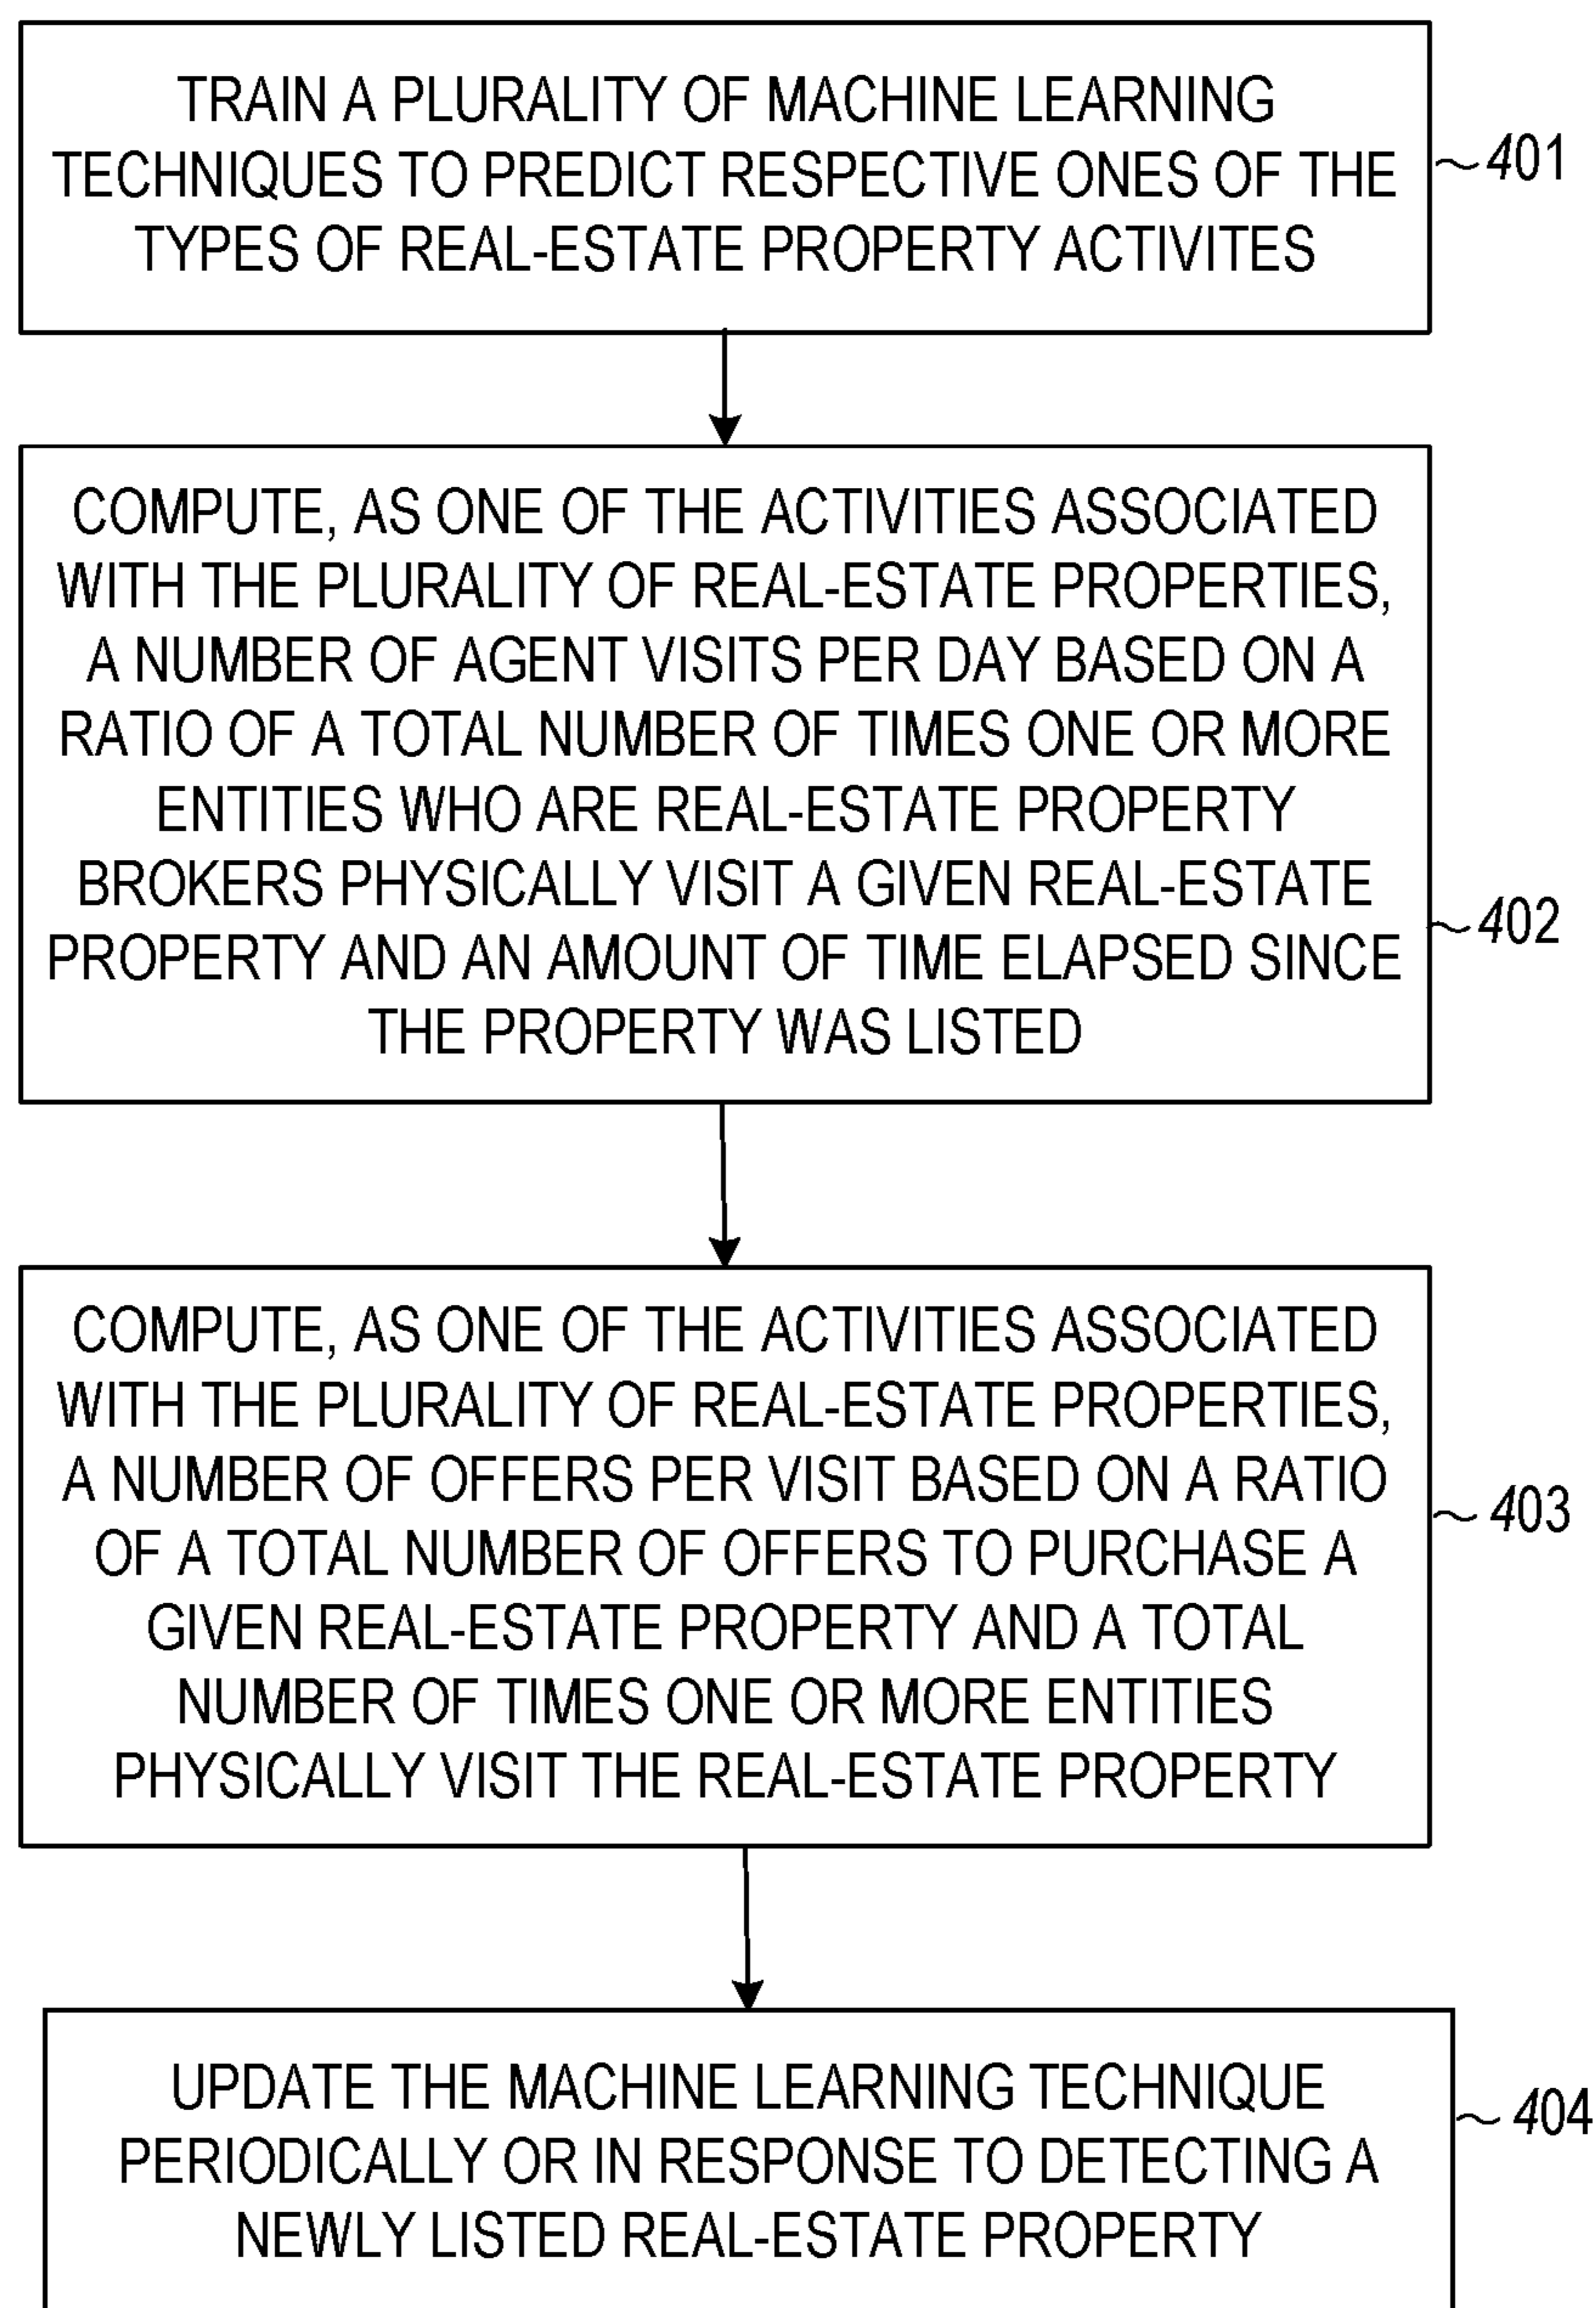 TRAIN A PLURALITY OF MACHINE LEARNING
TECHNIQUES TO PREDICT RESPECTIVE ONES OF THE
TYPES OF REAL-ESTATE PROPERTY ACTIVITES
401
COMPUTE, AS ONE OF THE ACTIVITIES ASSOCIATED
WITH THE PLURALITY OF REAL-ESTATE PROPERTIES,
A NUMBER OF AGENT VISITS PER DAY BASED ON A
RATIO OF A TOTAL NUMBER OF TIMES ONE OR MORE
ENTITIES WHO ARE REAL-ESTATE PROPERTY
BROKERS PHYSICALLY VISIT A GIVEN REAL-ESTATE
PROPERTY AND AN AMOUNT OF TIME ELAPSED SINCE
THE PROPERTY WAS LISTED
402
COMPUTE, AS ONE OF THE ACTIVITIES ASSOCIATED
WITH THE PLURALITY OF REAL-ESTATE PROPERTIES,
A NUMBER OF OFFERS PER VISIT BASED ON A RATIO
OF A TOTAL NUMBER OF OFFERS TO PURCHASE A
GIVEN REAL-ESTATE PROPERTY AND A TOTAL
NUMBER OF TIMES ONE OR MORE ENTITIES
PHYSICALLY VISIT THE REAL-ESTATE PROPERTY
403
UPDATE THE MACHINE LEARNING TECHNIQUE
PERIODICALLY OR IN RESPONSE TO DETECTING A
NEWLY LISTED REAL-ESTATE PROPERTY
404